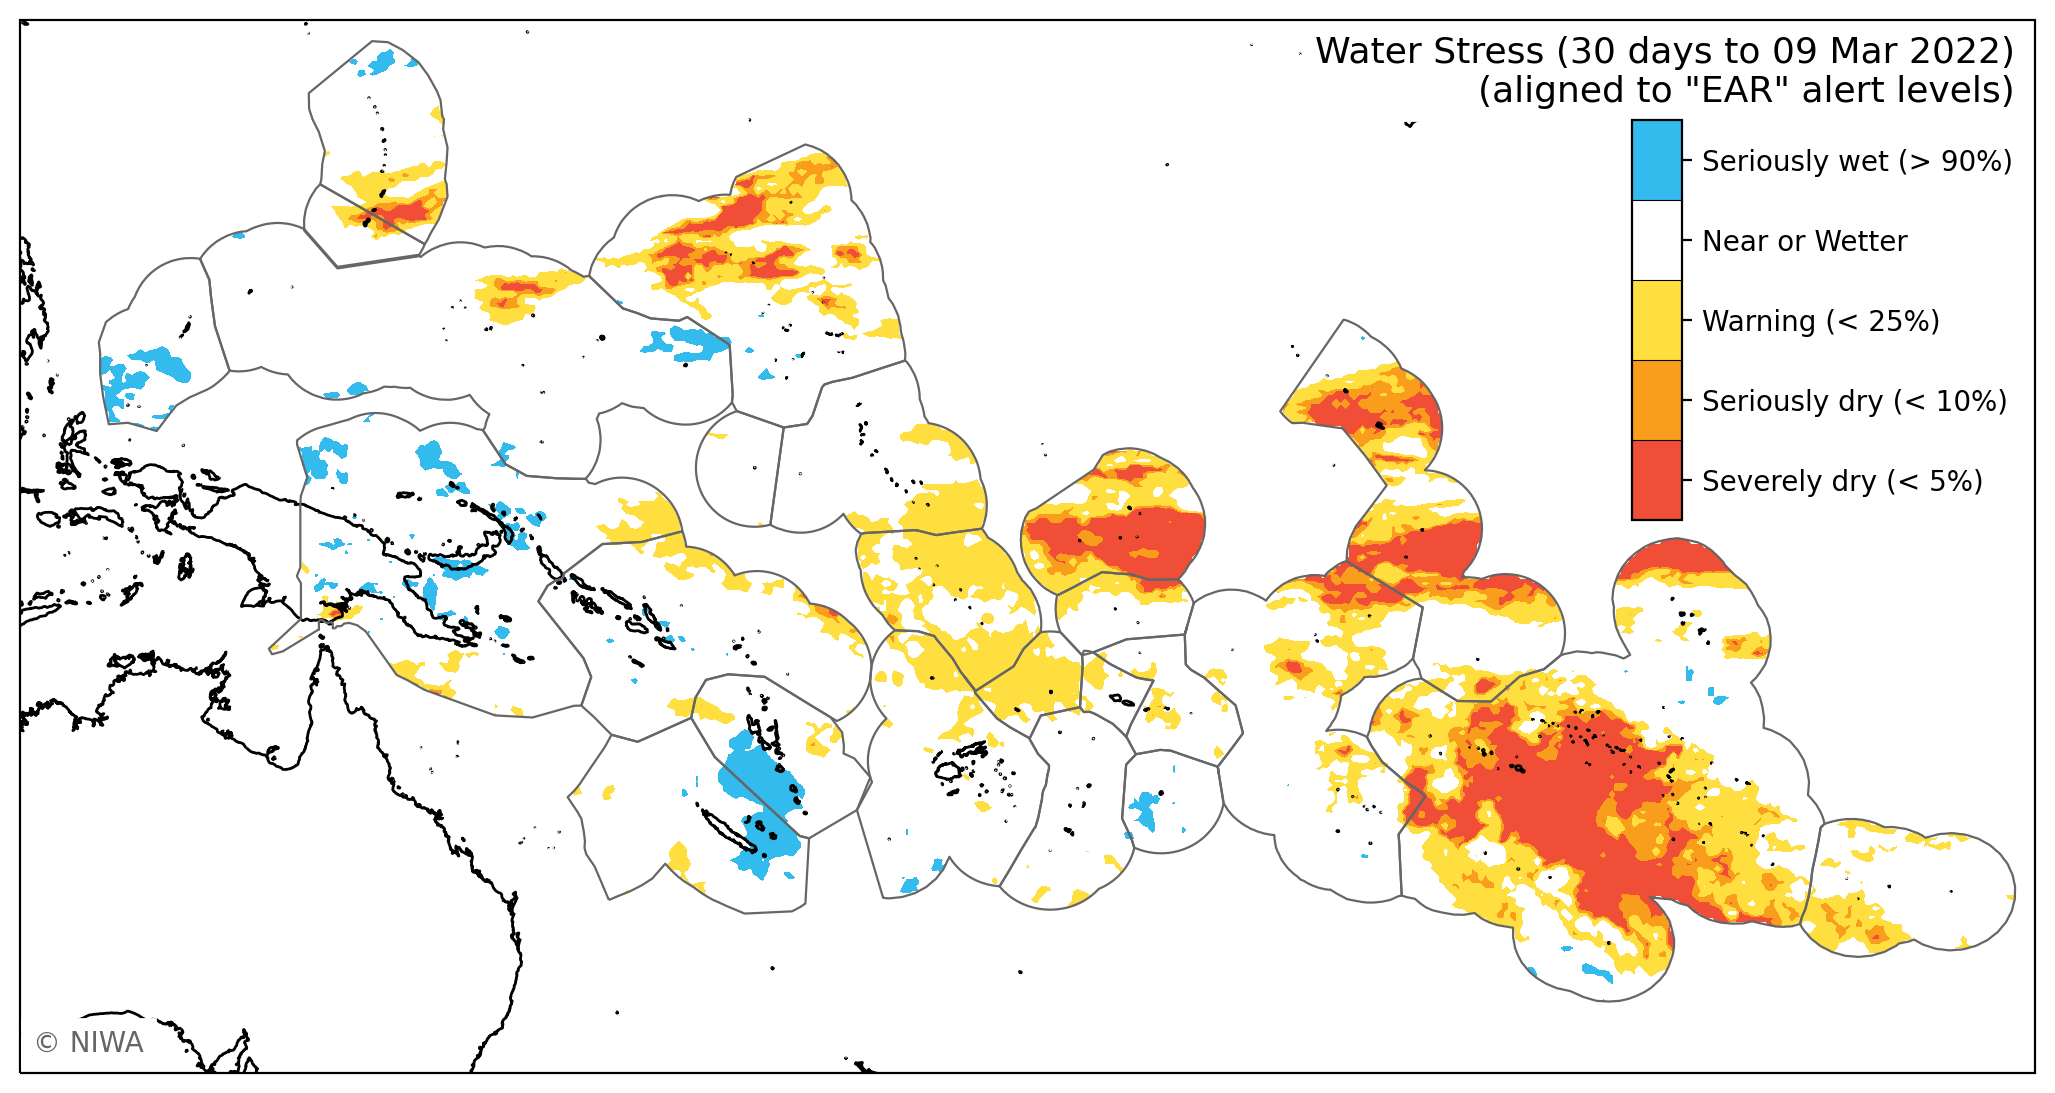 Water Stress (30 days to 09 Mar 2022)
(aligned to "EAR" alert levels)
Seriously wet (> 90%)
Near or Wetter
Warning (< 25%)
Seriously dry (< 10%)
Severely dry (< 5%)
© NIWA